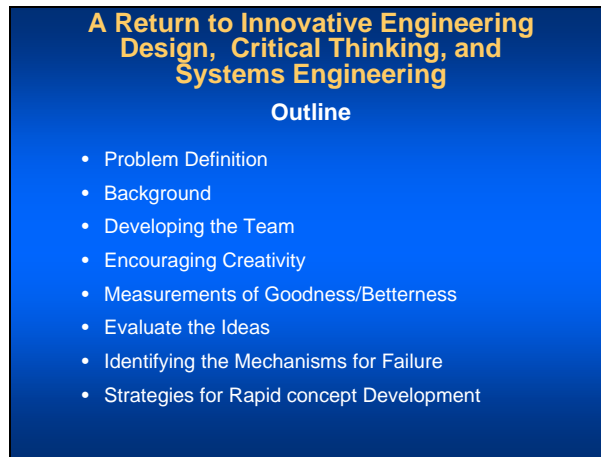 A Return to Innovative Engineering
Design, Critical Thinking, and
Systems Engineering
Outline
• Problem Definition
• Background
• Developing the Team
• Encouraging Creativity
• Measurements of Goodness/Betterness
• Evaluate the Ideas
• Identifying the Mechanisms for Failure
• Strategies for Rapid concept Development